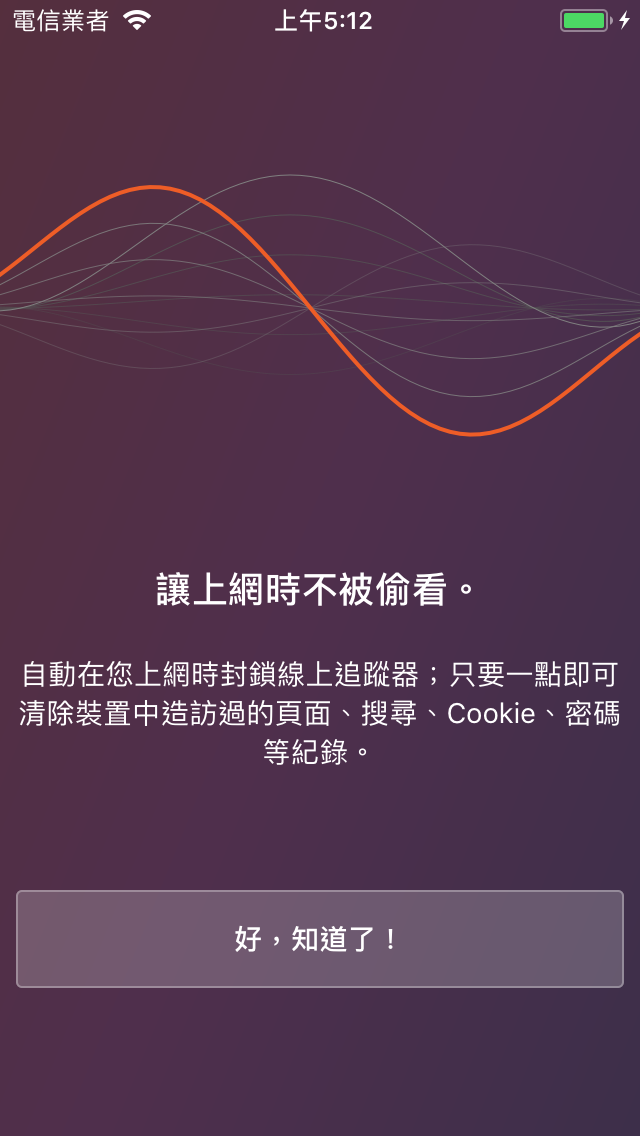 電信業者 上午5:12
讓上網時不被偷看。
自動在您上網時封鎖線上追蹤器；只要一點即可
清除裝置中造訪過的頁面、搜尋、Cookie、密碼
等紀錄。
好，知道了！